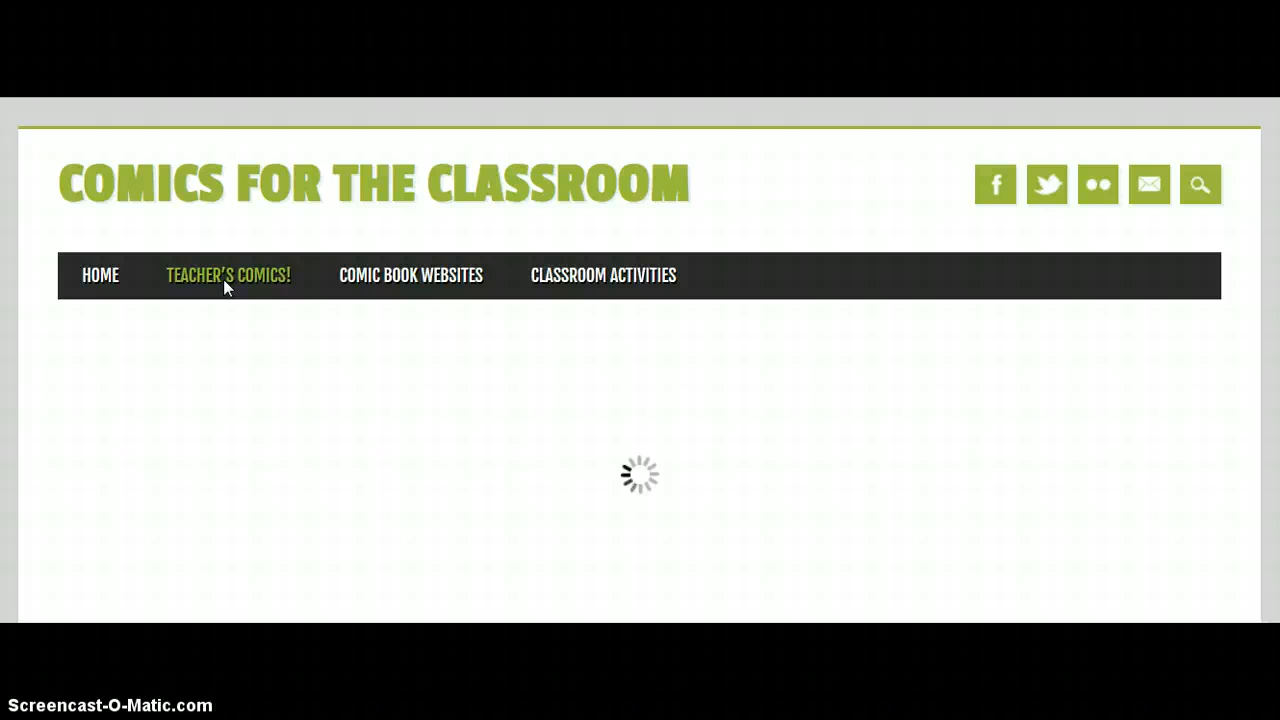 COMICS FOR THE CLASSROOM
f
HOME TEACHER'S COMICS! COMIC BOOK WEBSITES CLASSROOM ACTIVITIES
Screencast-O-Matic.com